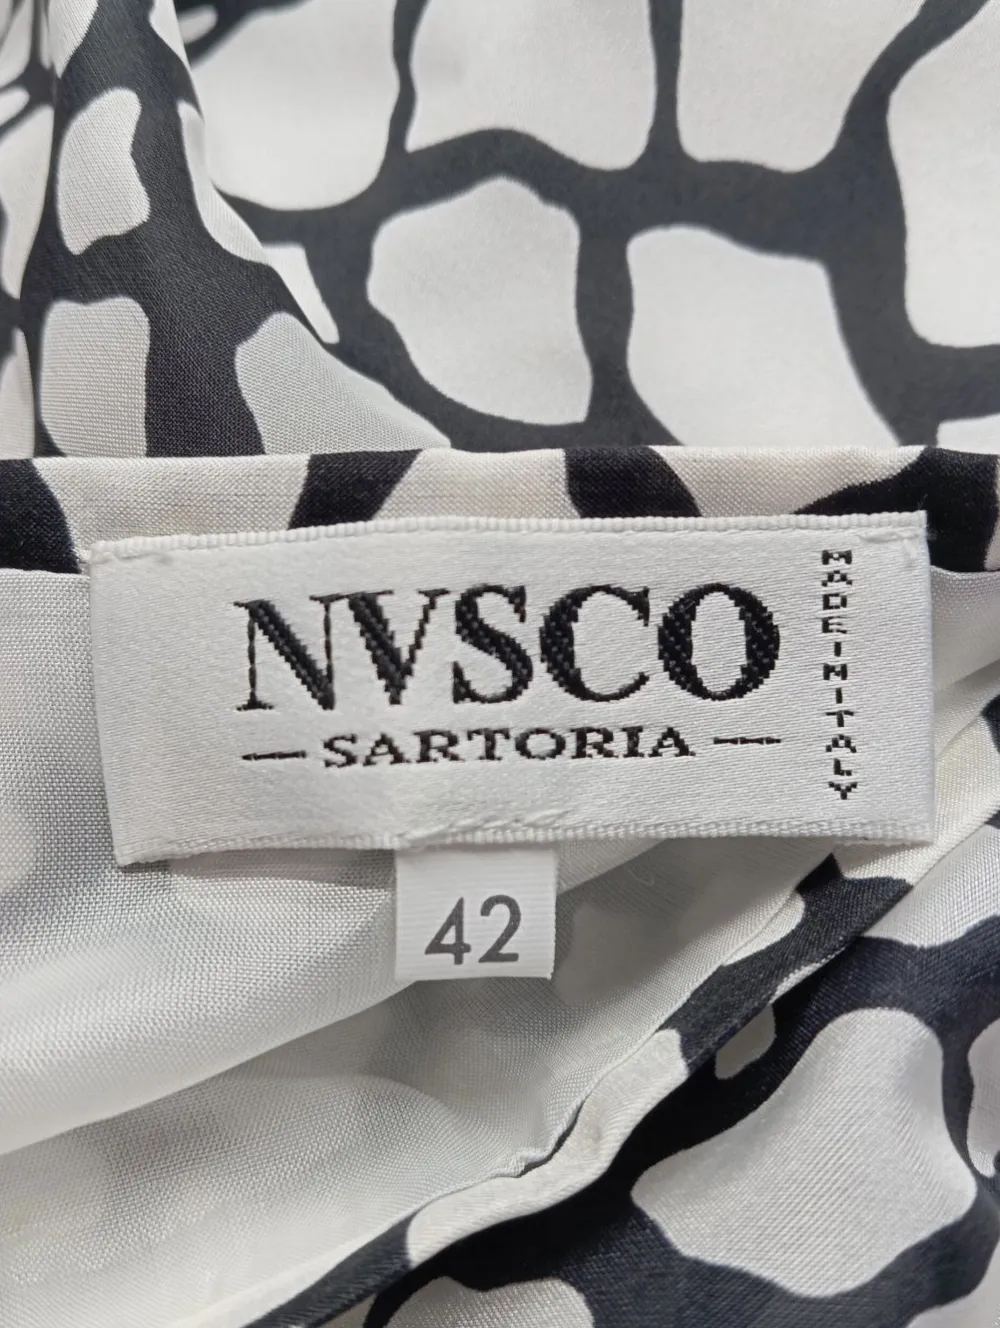 NVSCO
SARTORIA
MADE IN ITALY
42